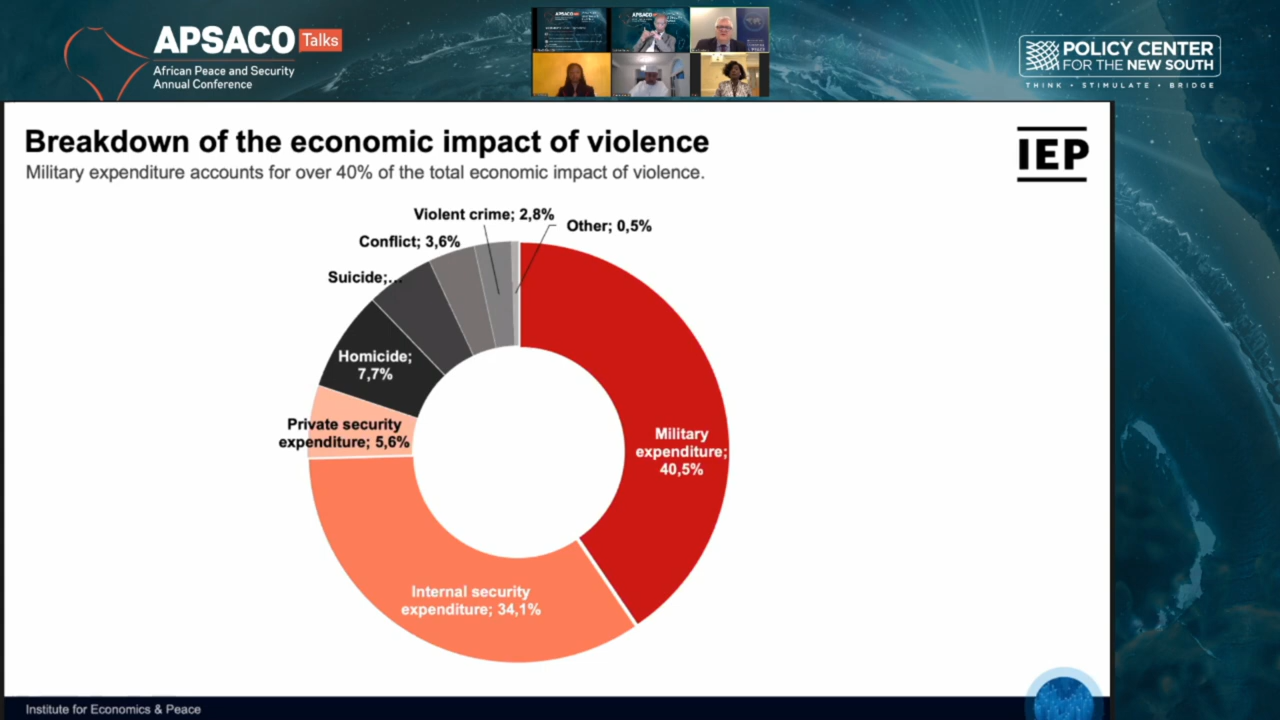 APSACO Talks
African Peace and Security
Annual Conference
POLICY CENTER
FOR THE NEW SOUTH
THINK • STIMULATE • BRIDGE
Breakdown of the economic impact of violence
Military expenditure accounts for over 40% of the total economic impact of violence.
IEP
Violent crime; 2,8%
Other; 0,5%
Conflict; 3,6%
Suicide;...
Homicide;
7,7%
Private security
expenditure; 5,6%
Military
expenditure;
40,5%
Internal security
expenditure; 34,1%
Institute for Economics & Peace